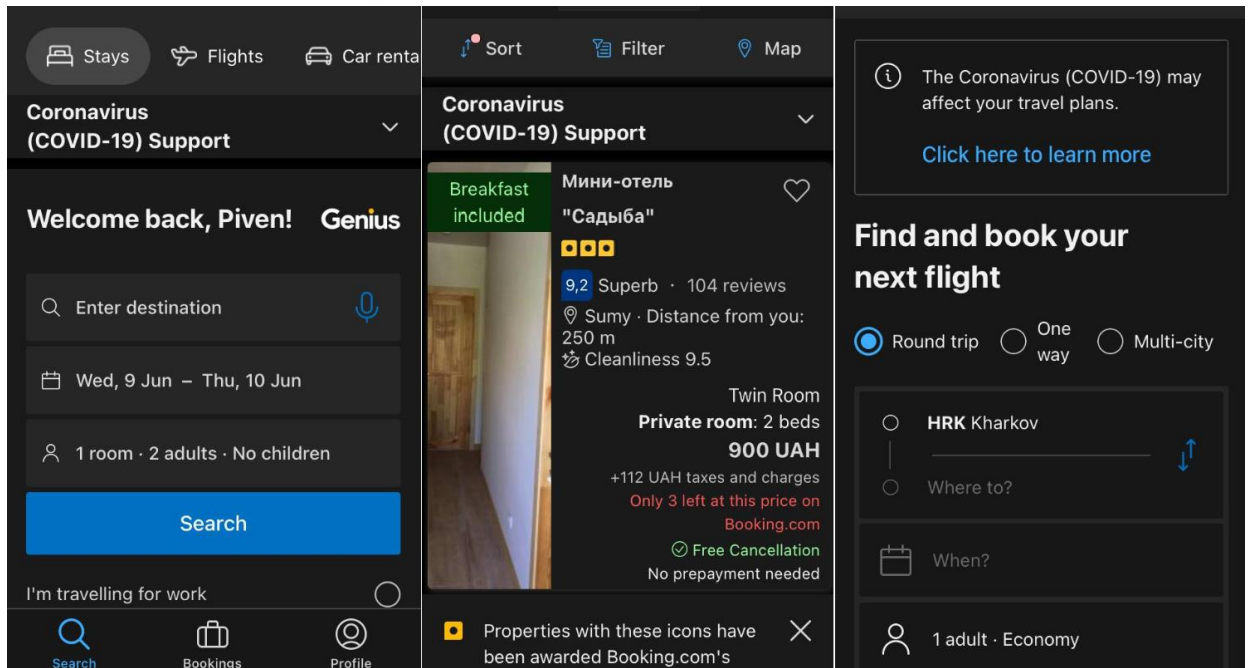 Stays
Flights
Car renta
Coronavirus
(COVID-19) Support
Welcome back, Piven!
Genius
Enter destination
Wed, 9 Jun – Thu, 10 Jun
1 room · 2 adults · No children
Search
I'm travelling for work
Search
Bookings
Profile
Sort
Filter
Map
Coronavirus
(COVID-19) Support
Breakfast
included
Мини-отель
"Садыба"
9,2 Superb · 104 reviews
Sumy · Distance from you:
250 m
Cleanliness 9.5
Twin Room
Private room: 2 beds
900 UAH
+112 UAH taxes and charges
Only 3 left at this price on
Booking.com
Free Cancellation
No prepayment needed
Properties with these icons have
been awarded Booking.com's
The Coronavirus (COVID-19) may
affect your travel plans.
Click here to learn more
Find and book your
next flight
Round trip
One
way
Multi-city
HRK Kharkov
Where to?
When?
1 adult · Economy